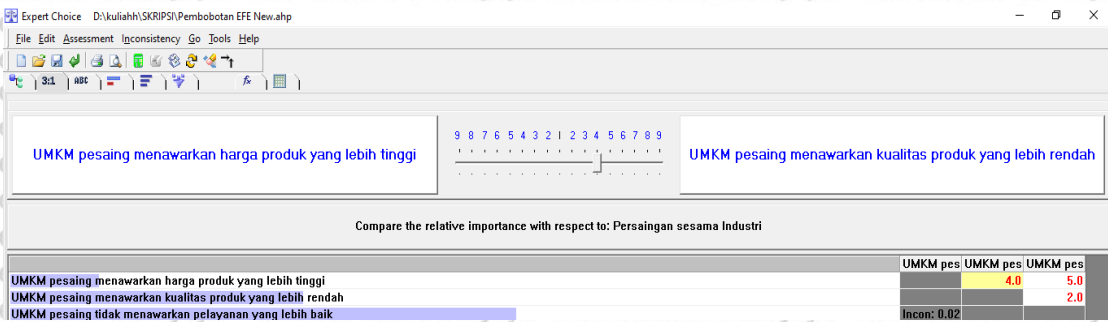 Expert Choice D:\kuliahh\SKRIPSI\Pembobotan EFE New.ahp
File Edit Assessment Inconsistency Go Tools Help
3:1 ABC fx
9 8 7 6 5 4 3 2 1 2 3 4 5 6 7 8 9
UMKM pesaing menawarkan harga produk yang lebih tinggi
UMKM pesaing menawarkan kualitas produk yang lebih rendah
Compare the relative importance with respect to: Persaingan sesama Industri
UMKM pes UMKM pes UMKM pes
UMKM pesaing menawarkan harga produk yang lebih tinggi 4.0 5.0
UMKM pesaing menawarkan kualitas produk yang lebih rendah 2.0
UMKM pesaing tidak menawarkan pelayanan yang lebih baik Incon: 0.02